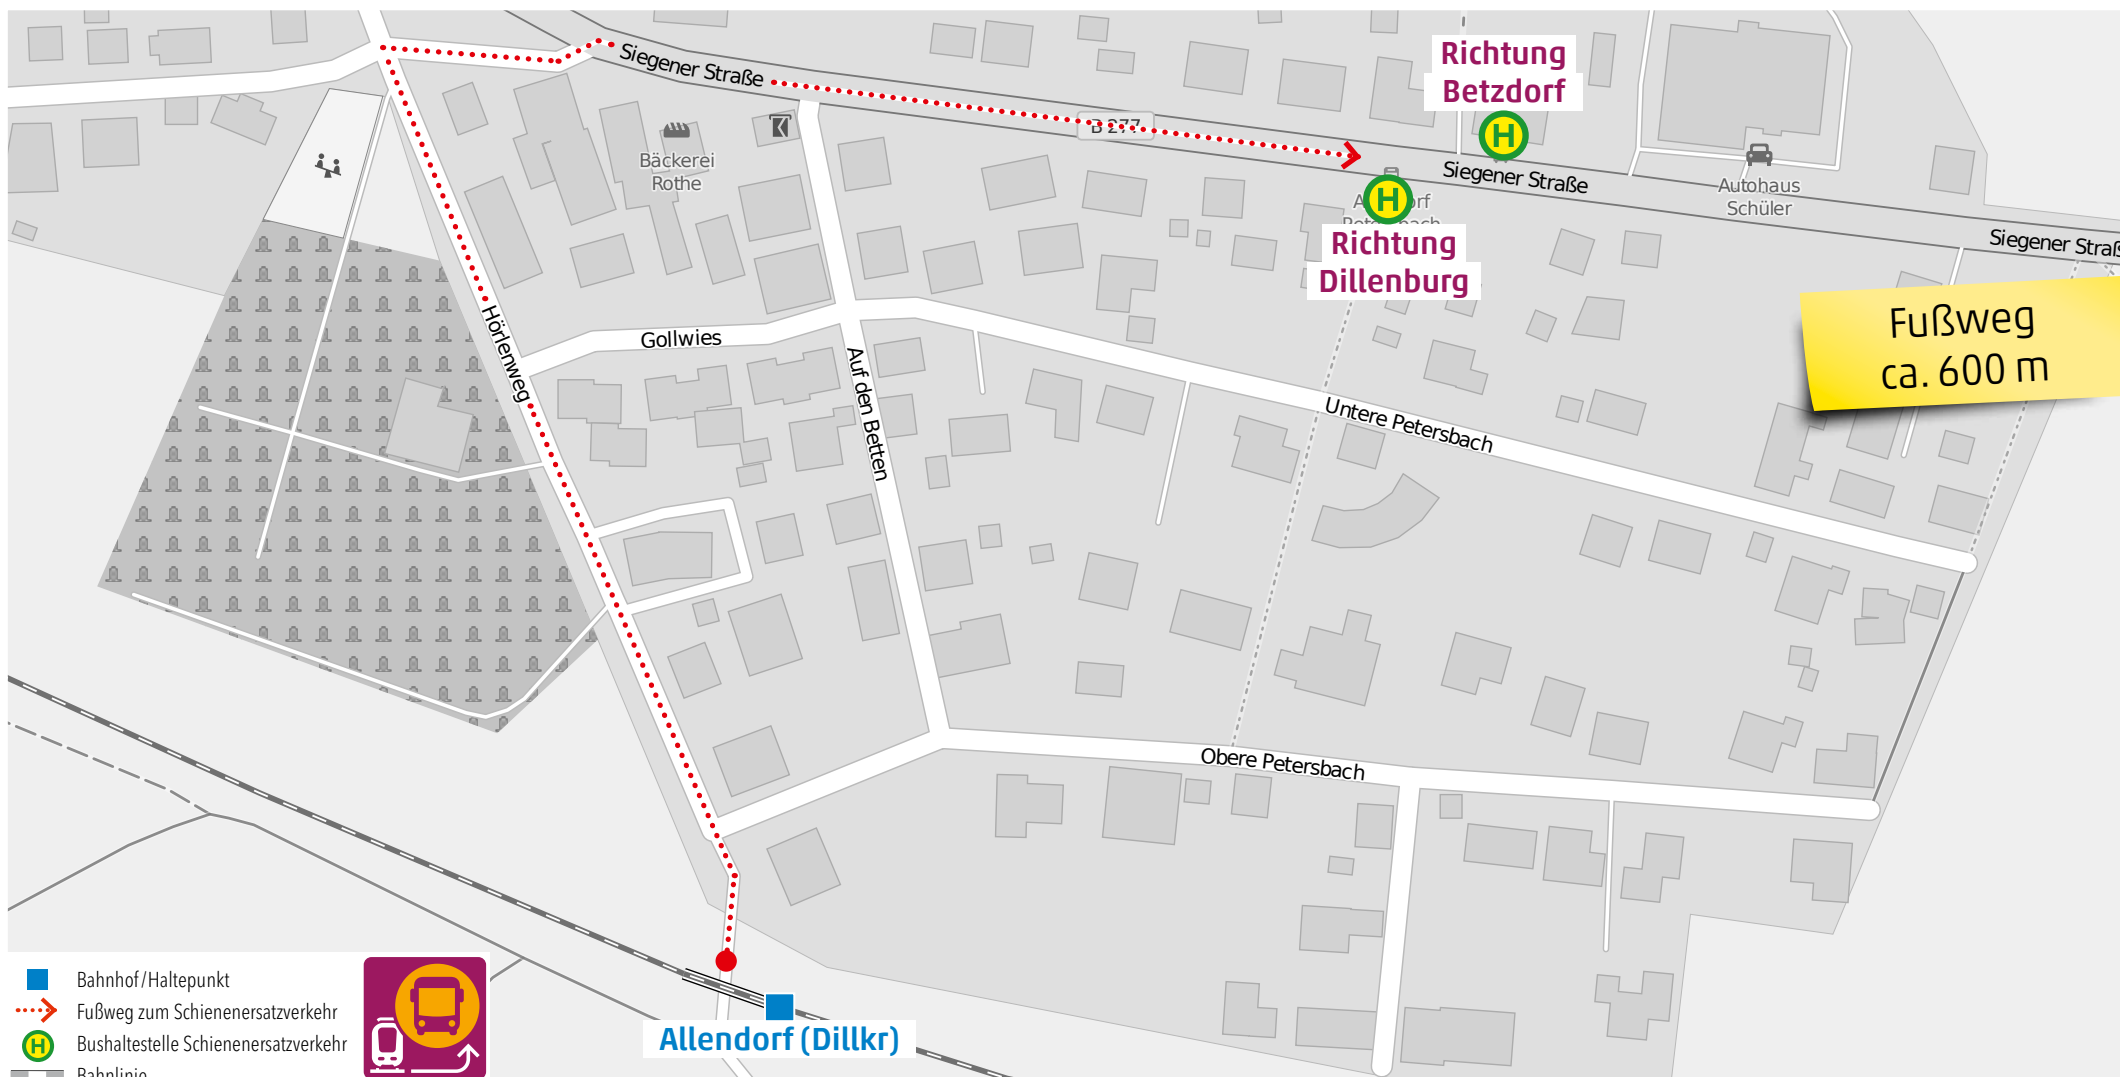 Richtung
Betzdorf
Siegener Straße
B 277
H
Bäckerei
Rothe
Siegener Straße
Autohaus
Schüler
H
Richtung
Dillenburg
Siegener Straß
Fußweg
ca. 600 m
Hörlenweg
Gollwies
Auf den Betten
Untere Petersbach
Obere Petersbach
Bahnhof/Haltepunkt
Fußweg zum Schienenersatzverkehr
H Bushaltestelle Schienenersatzverkehr
Bahnlinie
Allendorf (Dillkr)